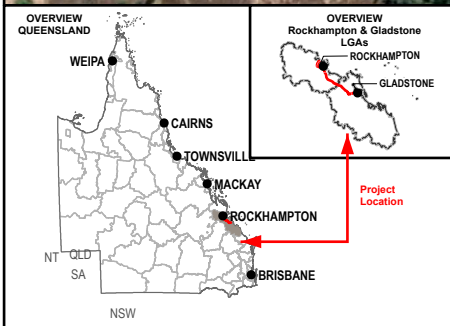 OVERVIEW
QUEENSLAND
WEIPA
CAIRNS
TOWNSVILLE
MACKAY
ROCKHAMPTON
BRISBANE
NT
QLD
SA
NSW
OVERVIEW
Rockhampton & Gladstone
LGAs
ROCKHAMPTON
GLADSTONE
Project
Location